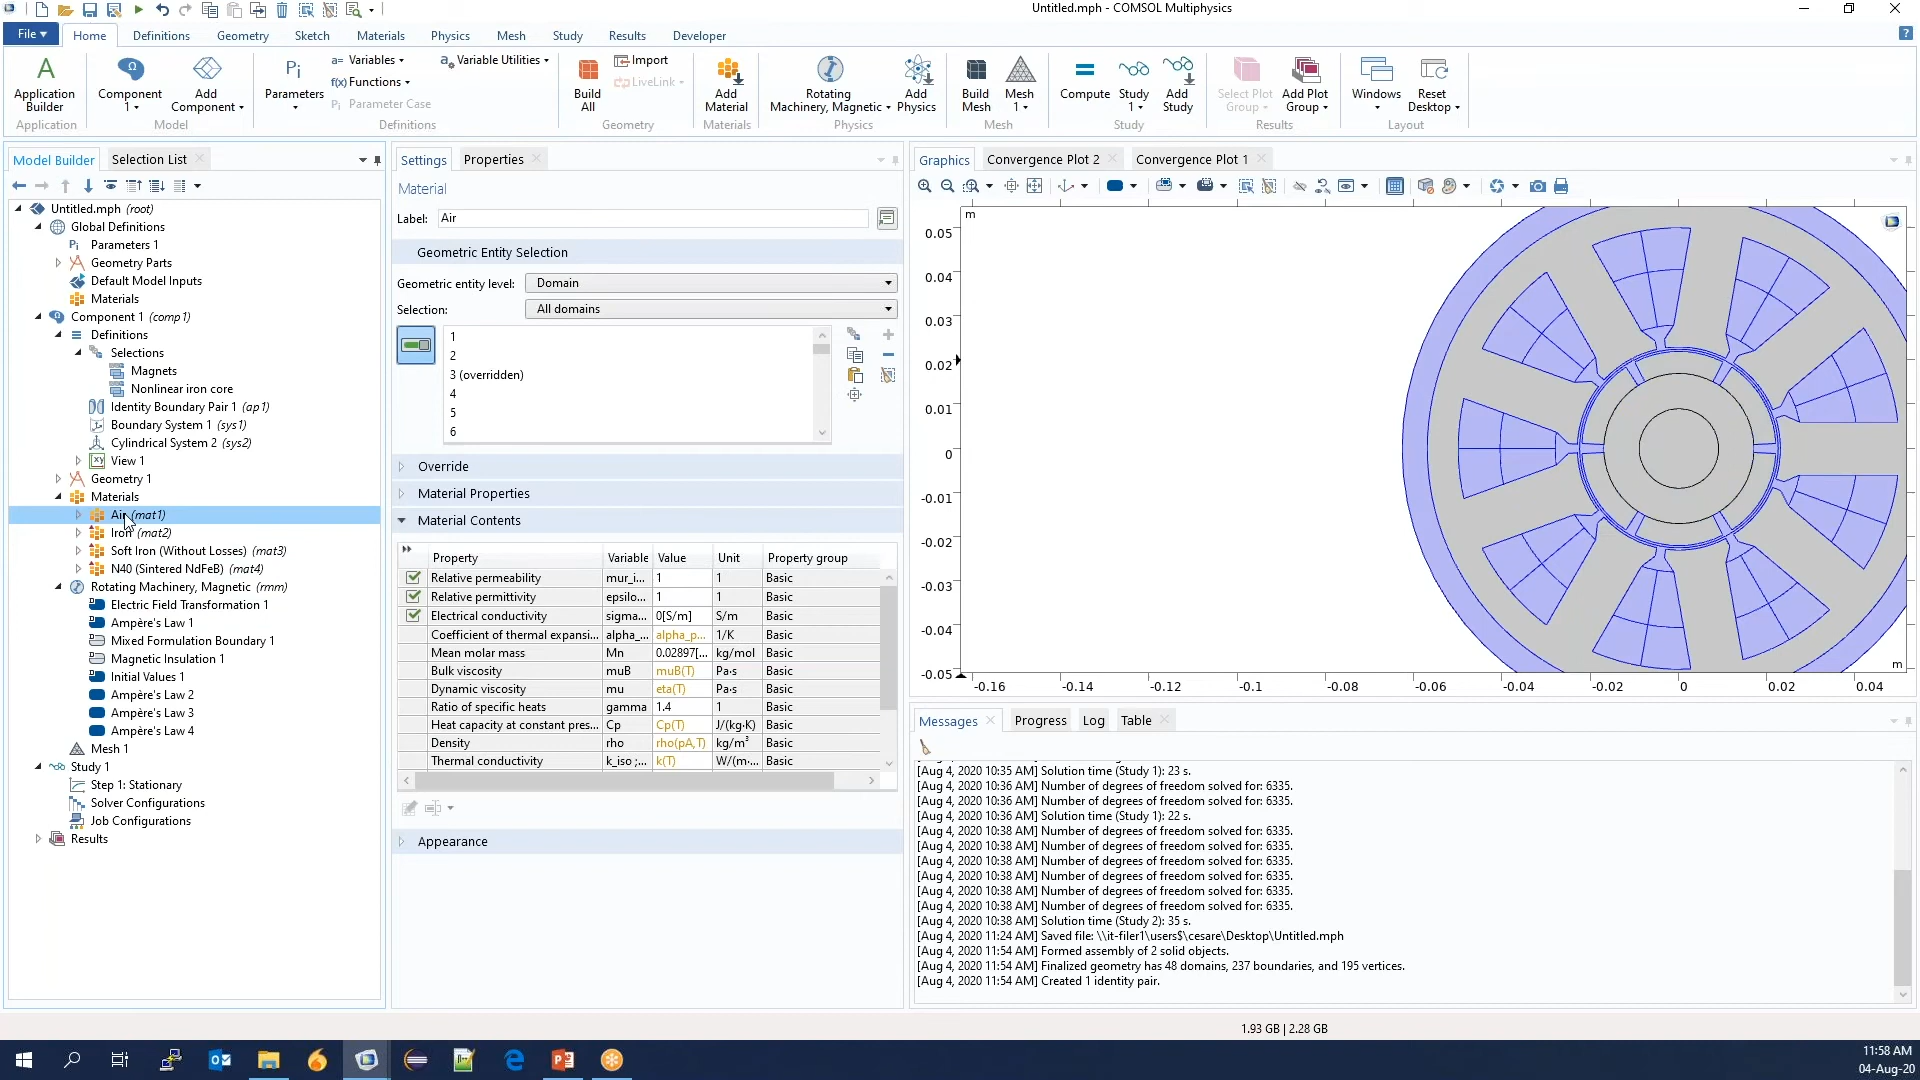 Untitled.mph - COMSOL Multiphysics
File
Home
Definitions
Geometry
Sketch
Materials
Physics
Mesh
Study
Results
Developer
Application Builder
Application
Component 1
Add Component
Model
Parameters
Variables
Functions
Parameter Case
Variable Utilities
Definitions
Build All
Import
LiveLink
Geometry
Add Material
Materials
Rotating Machinery, Magnetic
Add Physics
Physics
Build Mesh
Mesh 1
Mesh
Compute
Study 1
Add Study
Study
Select Plot Group
Add Plot Group
Results
Windows
Reset Desktop
Layout
Model Builder
Selection List
Untitled.mph (root)
Global Definitions
Parameters 1
Geometry Parts
Default Model Inputs
Materials
Component 1 (comp1)
Definitions
Selections
Magnets
Nonlinear iron core
Identity Boundary Pair 1 (ap1)
Boundary System 1 (sys1)
Cylindrical System 2 (sys2)
View 1
Geometry 1
Materials
Air (mat1)
Iron (mat2)
Soft Iron (Without Losses) (mat3)
N40 (Sintered NdFeB) (mat4)
Rotating Machinery, Magnetic (rmm)
Electric Field Transformation 1
Ampère's Law 1
Mixed Formulation Boundary 1
Magnetic Insulation 1
Initial Values 1
Ampère's Law 2
Ampère's Law 3
Ampère's Law 4
Mesh 1
Study 1
Step 1: Stationary
Solver Configurations
Job Configurations
Results
Settings
Properties
Material
Label: Air
Geometric Entity Selection
Geometric entity level: Domain
Selection: All domains
1
2
3 (overridden)
4
5
6
Override
Material Properties
Material Contents
Property Variable Value Unit Property group
Relative permeability mur_i... 1 1 Basic
Relative permittivity epsilo... 1 1 Basic
Electrical conductivity sigma... 0[S/m] S/m Basic
Coefficient of thermal expansi... alpha_... alpha_p... 1/K Basic
Mean molar mass Mn 0.02897[... kg/mol Basic
Bulk viscosity muB muB(T) Pa·s Basic
Dynamic viscosity mu eta(T) Pa·s Basic
Ratio of specific heats gamma 1.4 1 Basic
Heat capacity at constant pres... Cp Cp(T) J/(kg·K) Basic
Density rho rho(pA,T) kg/m³ Basic
Thermal conductivity k_iso ;... k(T) W/(m·... Basic
Appearance
Graphics
Convergence Plot 2
Convergence Plot 1
m
0.05
0.04
0.03
0.02
0.01
0
-0.01
-0.02
-0.03
-0.04
-0.05
m
-0.16 -0.14 -0.12 -0.1 -0.08 -0.06 -0.04 -0.02 0 0.02 0.04
Messages
Progress
Log
Table
[Aug 4, 2020 10:35 AM] Solution time (Study 1): 23 s.
[Aug 4, 2020 10:36 AM] Number of degrees of freedom solved for: 6335.
[Aug 4, 2020 10:36 AM] Number of degrees of freedom solved for: 6335.
[Aug 4, 2020 10:36 AM] Solution time (Study 1): 22 s.
[Aug 4, 2020 10:38 AM] Number of degrees of freedom solved for: 6335.
[Aug 4, 2020 10:38 AM] Number of degrees of freedom solved for: 6335.
[Aug 4, 2020 10:38 AM] Number of degrees of freedom solved for: 6335.
[Aug 4, 2020 10:38 AM] Number of degrees of freedom solved for: 6335.
[Aug 4, 2020 10:38 AM] Number of degrees of freedom solved for: 6335.
[Aug 4, 2020 10:38 AM] Number of degrees of freedom solved for: 6335.
[Aug 4, 2020 10:38 AM] Solution time (Study 2): 35 s.
[Aug 4, 2020 11:24 AM] Saved file: \\it-filer1\users$\cesare\Desktop\Untitled.mph
[Aug 4, 2020 11:54 AM] Formed assembly of 2 solid objects.
[Aug 4, 2020 11:54 AM] Finalized geometry has 48 domains, 237 boundaries, and 195 vertices.
[Aug 4, 2020 11:54 AM] Created 1 identity pair.
1.93 GB | 2.28 GB
11:58 AM
04-Aug-20